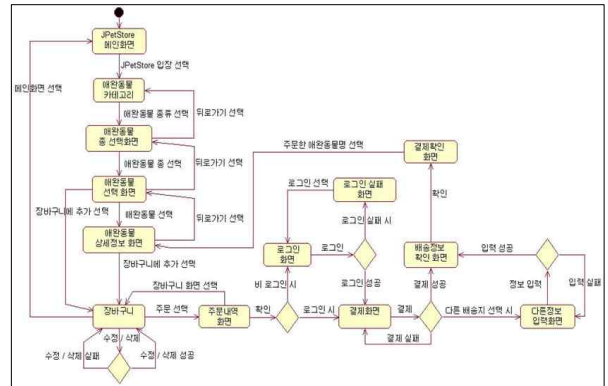 JPetStore
메인화면
메인화면 선택
JPetStore 입장 선택
애완동물
카테고리
애완동물 종류 선택
뒤로가기 선택
애완동물
종 선택화면
애완동물 종 선택
뒤로가기 선택
애완동물
선택 화면
장바구니에 추가 선택
애완동물 선택
뒤로가기 선택
애완동물
상세정보 화면
장바구니에 추가 선택
장바구니 화면 선택
장바구니
주문 선택
주문내역
화면
수정 / 삭제
수정 / 삭제 실패
수정 / 삭제 성공
확인
비 로그인 시
로그인 시
로그인
화면
로그인
로그인 선택
로그인 실패
화면
로그인 실패 시
로그인 성공
결제화면
결제
결제 성공
결제 실패
다른 배송지 선택 시
다른정보
입력화면
정보 입력
입력 실패
입력 성공
배송정보
확인 화면
확인
결제확인
화면
주문한 애완동물명 선택